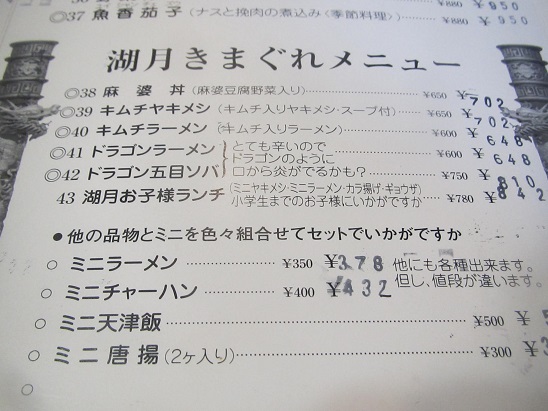 ◎37 魚香茄子 (ナスと挽肉の煮込み〈季節料理〉) ¥880 ¥950
湖月きまぐれメニュー
◎38 麻婆丼 (麻婆豆腐野菜入り) ¥650 ¥702
◎39 キムチヤキメシ (キムチ入りヤキメシ・スープ付) ¥650 ¥702
◎40 キムチラーメン (キムチ入りラーメン) ¥600 ¥648
◎41 ドラゴンラーメン とても辛いので ¥600 ¥648
ドラゴンのように
◎42 ドラゴン五目ソバ 口から炎がでるかも? ¥750 ¥810
43 湖月お子様ランチ (ミニヤキメシ・ミニラーメン・カラ揚げ・ギョウザ) ¥780 ¥842
小学生までのお子様にいかがですか
●他の品物とミニを色々組合せてセットでいかがですか
○ ミニラーメン ¥350 ¥378 他にも各種出来ます。
○ ミニチャーハン ¥400 ¥432 但し、値段が違います。
○ ミニ天津飯 ¥500 ¥
○ ミニ唐揚(2ヶ入り) ¥300 ¥
○